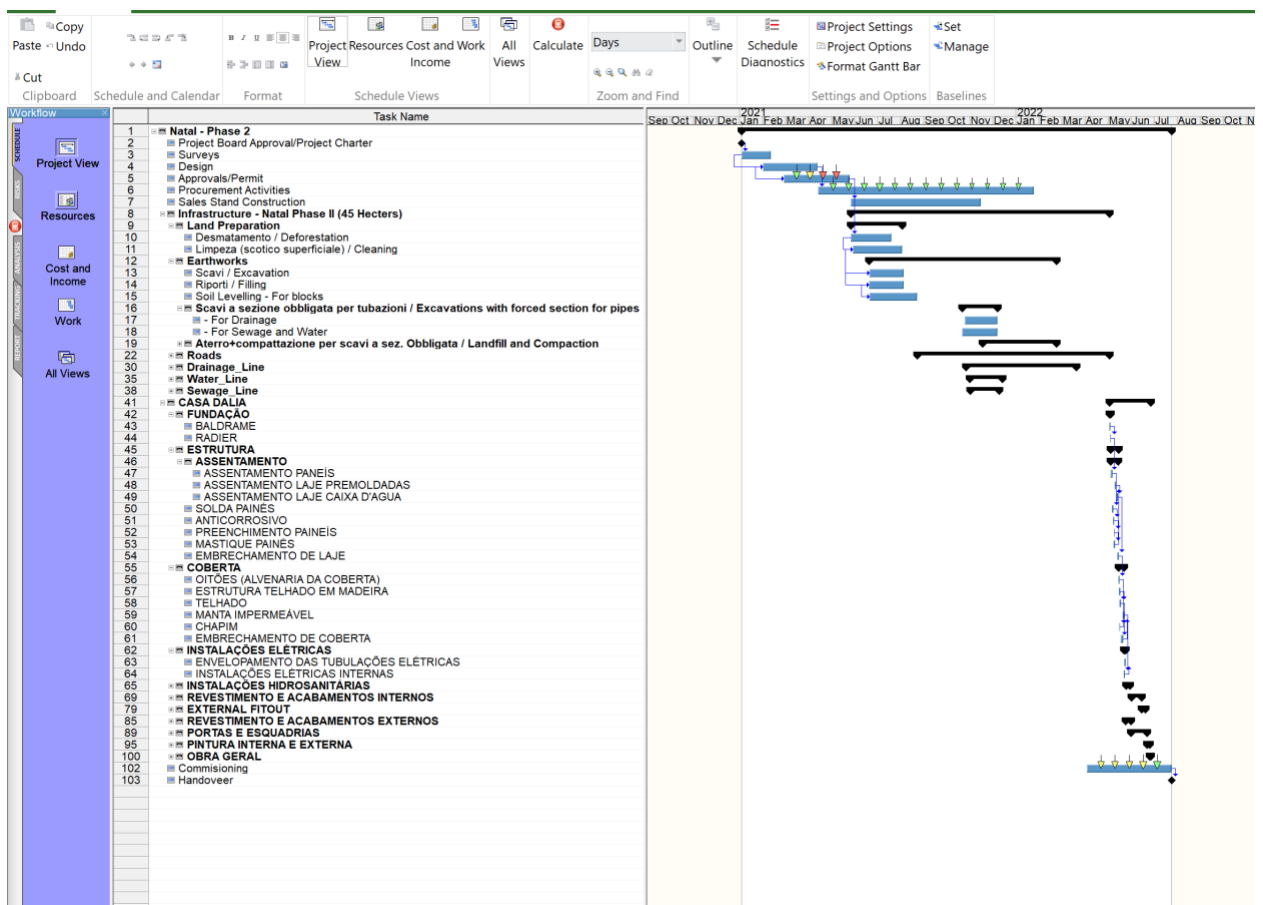 Copy
Paste Undo
Cut
Clipboard
Schedule and Calendar
B I U
Format
Project View
Resources
Cost and Income
Work
Schedule Views
All Views
Calculate
Days
Zoom and Find
Outline
Schedule Diagnostics
Project Settings
Project Options
Format Gantt Bar
Settings and Options
Set
Manage
Baselines
Workflow
SCHEDULE
TASKS
ANALYSIS
TRACKING
REPORT
Project View
Resources
Cost and Income
Work
All Views
Task Name
2021 2022
Sep Oct Nov Dec Jan Feb Mar Apr May Jun Jul Aug Sep Oct Nov Dec Jan Feb Mar Apr May Jun Jul Aug Sep Oct N
1 Natal - Phase 2
2 Project Board Approval/Project Charter
3 Surveys
4 Design
5 Approvals/Permit
6 Procurement Activities
7 Sales Stand Construction
8 Infrastructure - Natal Phase II (45 Hecters)
9 Land Preparation
10 Desmatamento / Deforestation
11 Limpeza (scotico superficiale) / Cleaning
12 Earthworks
13 Scavi / Excavation
14 Riporti / Filling
15 Soil Levelling - For blocks
16 Scavi a sezione obbligata per tubazioni / Excavations with forced section for pipes
17 - For Drainage
18 - For Sewage and Water
19 Aterro+compattazione per scavi a sez. Obbligata / Landfill and Compaction
22 Roads
30 Drainage_Line
35 Water_Line
38 Sewage_Line
41 CASA DALIA
42 FUNDAÇÃO
43 BALDRAME
44 RADIER
45 ESTRUTURA
46 ASSENTAMENTO
47 ASSENTAMENTO PANEÍS
48 ASSENTAMENTO LAJE PREMOLDADAS
49 ASSENTAMENTO LAJE CAIXA D'AGUA
50 SOLDA PAINÉS
51 ANTICORROSIVO
52 PREENCHIMENTO PAINEÍS
53 MASTIQUE PAINÉS
54 EMBRECHAMENTO DE LAJE
55 COBERTA
56 OITÕES (ALVENARIA DA COBERTA)
57 ESTRUTURA TELHADO EM MADEIRA
58 TELHADO
59 MANTA IMPERMEÁVEL
60 CHAPIM
61 EMBRECHAMENTO DE COBERTA
62 INSTALAÇÕES ELÉTRICAS
63 ENVELOPAMENTO DAS TUBULAÇÕES ELÉTRICAS
64 INSTALAÇÕES ELÉTRICAS INTERNAS
65 INSTALAÇÕES HIDROSANITÁRIAS
69 REVESTIMENTO E ACABAMENTOS INTERNOS
79 EXTERNAL FITOUT
85 REVESTIMENTO E ACABAMENTOS EXTERNOS
89 PORTAS E ESQUADRIAS
95 PINTURA INTERNA E EXTERNA
100 OBRA GERAL
102 Commisioning
103 Handoveer